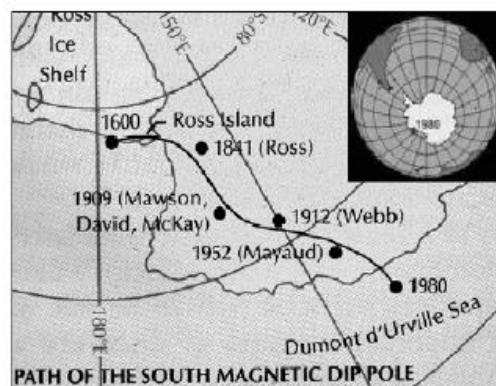 Ross
Ice
Shelf
150°E
80°S
120°E
1980
1600
Ross Island
1841 (Ross)
1909 (Mawson,
David, McKay)
1912 (Webb)
1952 (Mayaud)
1980
180°E
Dumont d'Urville Sea
PATH OF THE SOUTH MAGNETIC DIP POLE